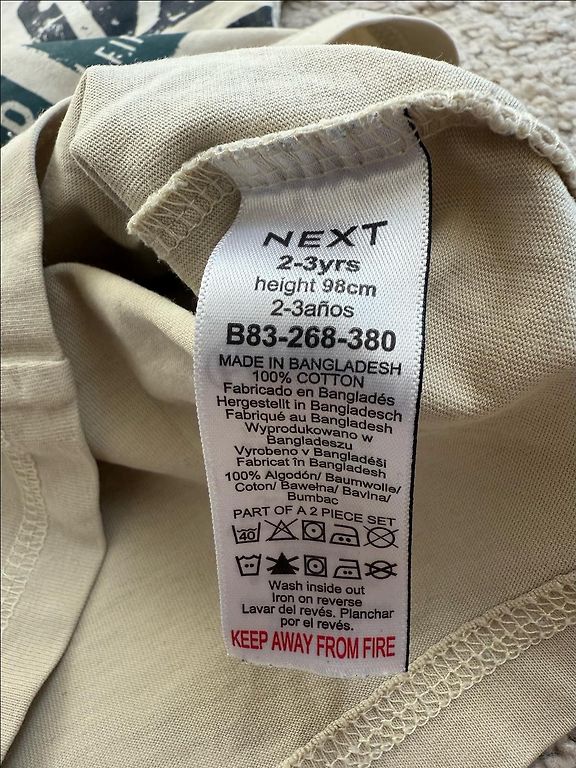 NEXT
2-3yrs
height 98cm
2-3años
B83-268-380
MADE IN BANGLADESH
100% COTTON
Fabricado en Bangladés
Hergestellt in Bangladesch
Fabriqué au Bangladesh
Wyprodukowano w
Bangladeszu
Vyrobeno v Bangladéši
Fabricat în Bangladesh
100% Algodón/ Baumwolle/
Coton/ Bawełna/ Bavlna/
Bumbac
PART OF A 2 PIECE SET
40
Wash inside out
Iron on reverse
Lavar del revés. Planchar
por el revés.
KEEP AWAY FROM FIRE